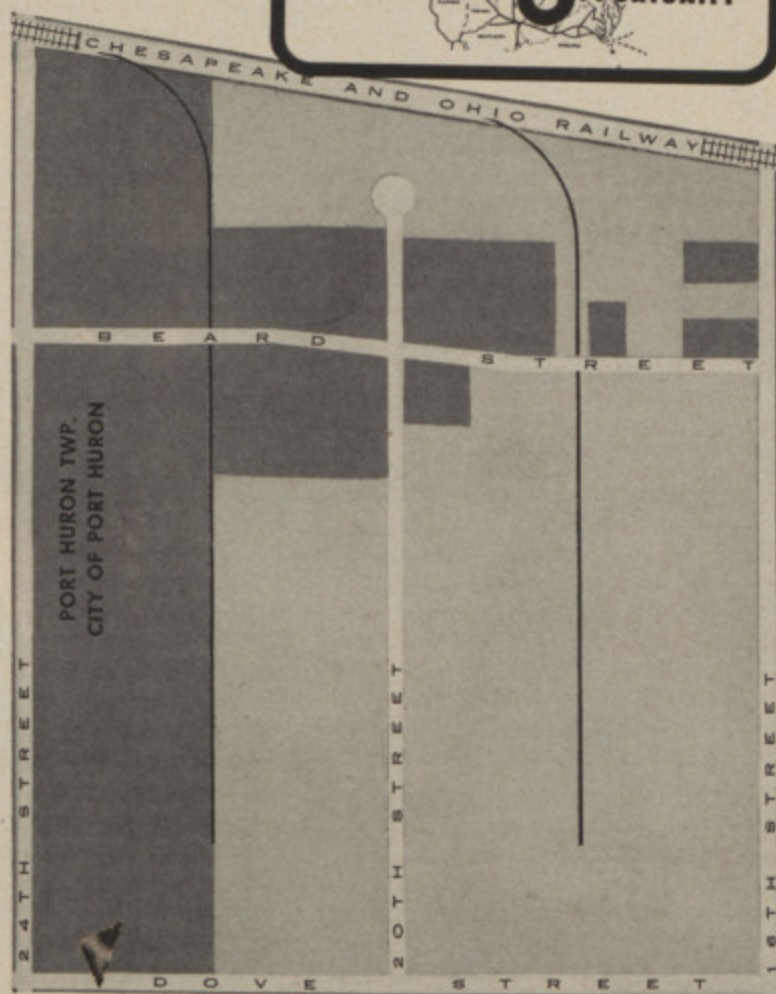 CHESAPEAKE AND OHIO RAILWAY
BEARD STREET
PORT HURON TWP.
CITY OF PORT HURON
24TH STREET
20TH STREET
STREET
DOVE STREET